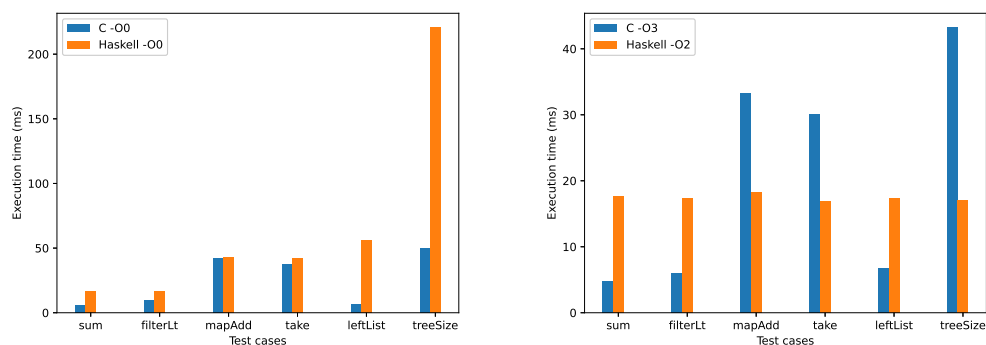 C -O0
Haskell -O0
200
150
100
50
0
Execution time (ms)
sum filterLt mapAdd take leftList treeSize
Test cases
C -O3
Haskell -O2
40
30
20
10
0
Execution time (ms)
sum filterLt mapAdd take leftList treeSize
Test cases